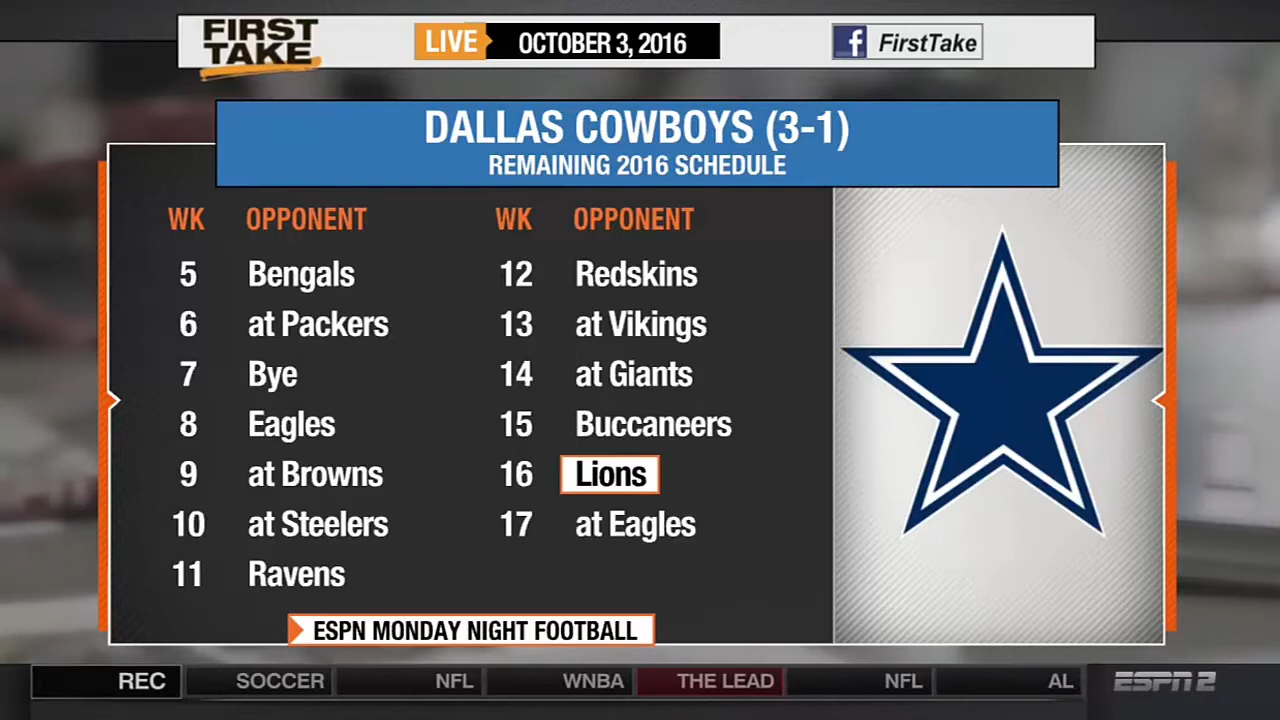 FIRST TAKE
LIVE OCTOBER 3, 2016
f FirstTake
DALLAS COWBOYS (3-1)
REMAINING 2016 SCHEDULE
WK OPPONENT
5 Bengals
6 at Packers
7 Bye
8 Eagles
9 at Browns
10 at Steelers
11 Ravens
WK OPPONENT
12 Redskins
13 at Vikings
14 at Giants
15 Buccaneers
16 Lions
17 at Eagles
ESPN MONDAY NIGHT FOOTBALL
REC SOCCER NFL WNBA THE LEAD NFL AL ESPN2